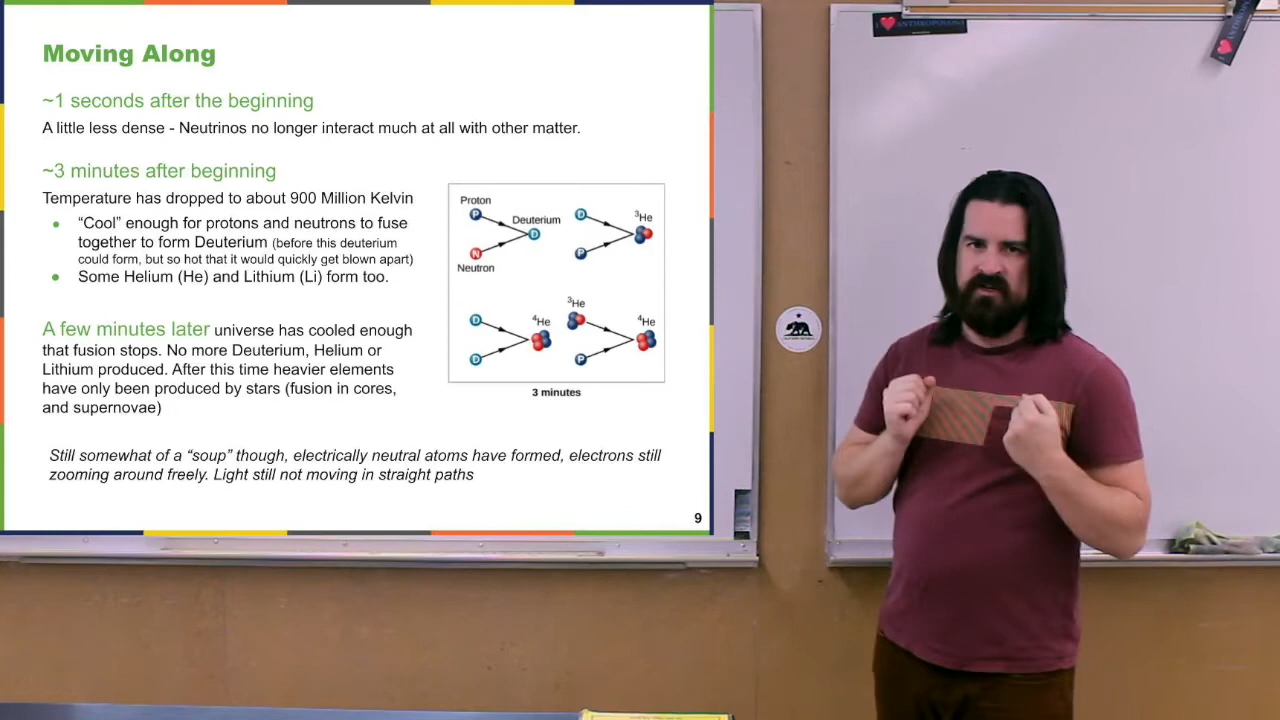 Moving Along
~1 seconds after the beginning
A little less dense - Neutrinos no longer interact much at all with other matter.
~3 minutes after beginning
Temperature has dropped to about 900 Million Kelvin
“Cool” enough for protons and neutrons to fuse
together to form Deuterium (before this deuterium
could form, but so hot that it would quickly get blown apart)
Some Helium (He) and Lithium (Li) form too.
A few minutes later universe has cooled enough
that fusion stops. No more Deuterium, Helium or
Lithium produced. After this time heavier elements
have only been produced by stars (fusion in cores,
and supernovae)
Proton
P
Deuterium
D
N
Neutron
D
³He
P
D
⁴He
D
³He
⁴He
P
3 minutes
Still somewhat of a “soup” though, electrically neutral atoms have formed, electrons still
zooming around freely. Light still not moving in straight paths
9
I ANTHROPOLOGY